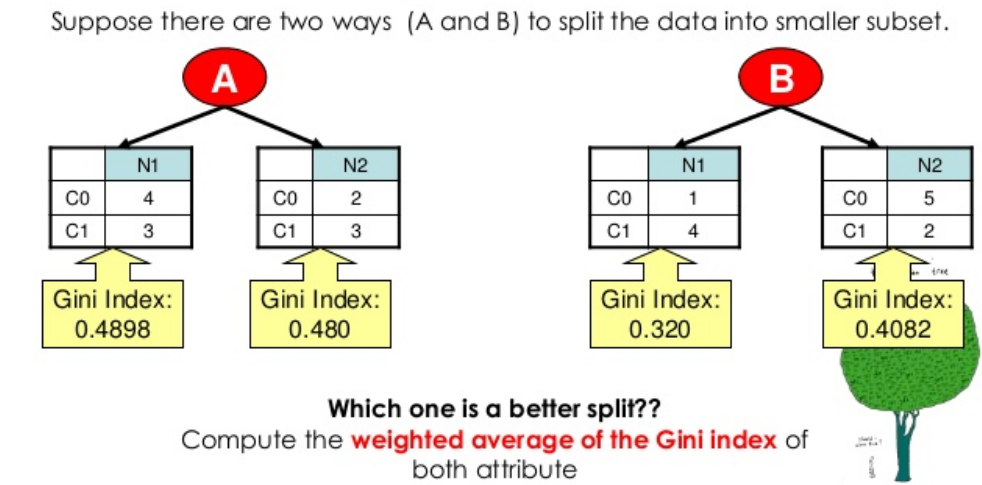 Suppose there are two ways (A and B) to split the data into smaller subset.
A
B
N1
C0 4
C1 3
N2
C0 2
C1 3
N1
C0 1
C1 4
N2
C0 5
C1 2
tree
Gini Index:
0.4898
Gini Index:
0.480
Gini Index:
0.320
Gini Index:
0.4082
Which one is a better split??
Compute the weighted average of the Gini index of
both attribute